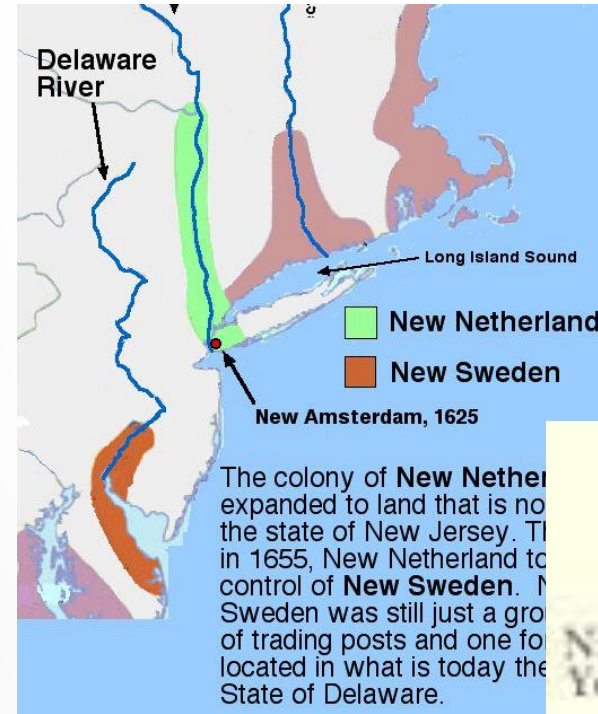 Delaware
River
Long Island Sound
New Netherland
New Sweden
New Amsterdam, 1625
The colony of New Nether
expanded to land that is no
the state of New Jersey. Th
in 1655, New Netherland to
control of New Sweden. N
Sweden was still just a gro
of trading posts and one fo
located in what is today the
State of Delaware.